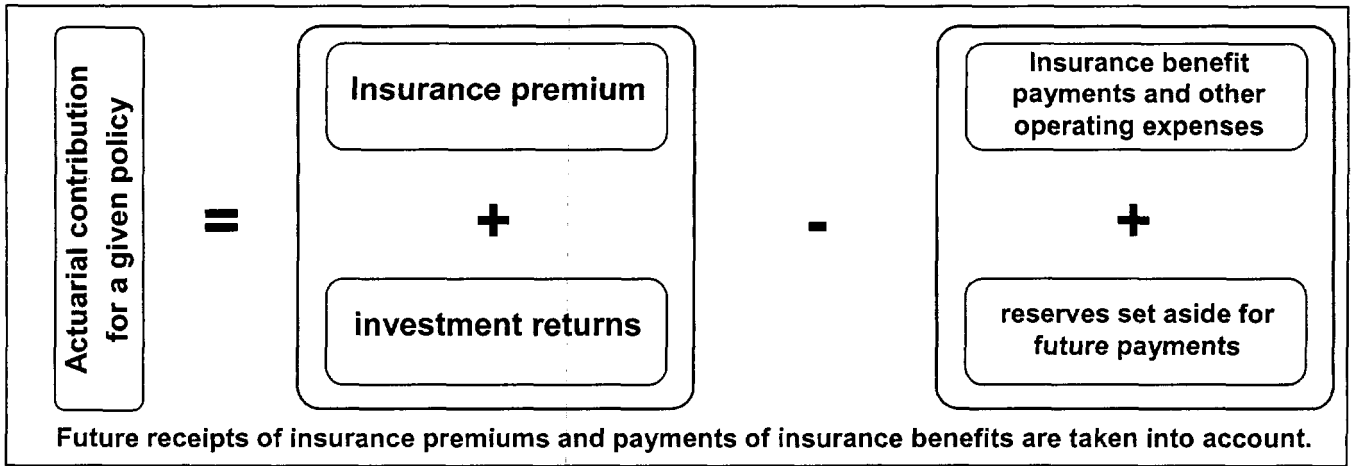 Actuarial contribution
for a given policy
=
Insurance premium
+
investment returns
-
Insurance benefit
payments and other
operating expenses
+
reserves set aside for
future payments
Future receipts of insurance premiums and payments of insurance benefits are taken into account.